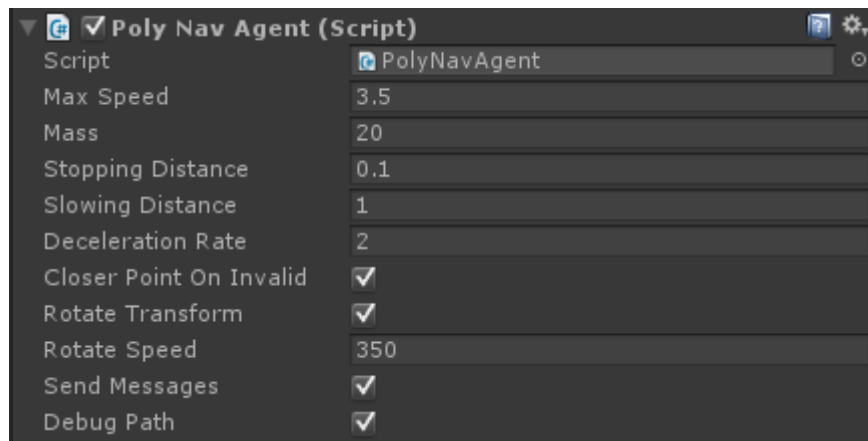 Poly Nav Agent (Script)
Script PolyNavAgent
Max Speed 3.5
Mass 20
Stopping Distance 0.1
Slowing Distance 1
Deceleration Rate 2
Closer Point On Invalid
Rotate Transform
Rotate Speed 350
Send Messages
Debug Path